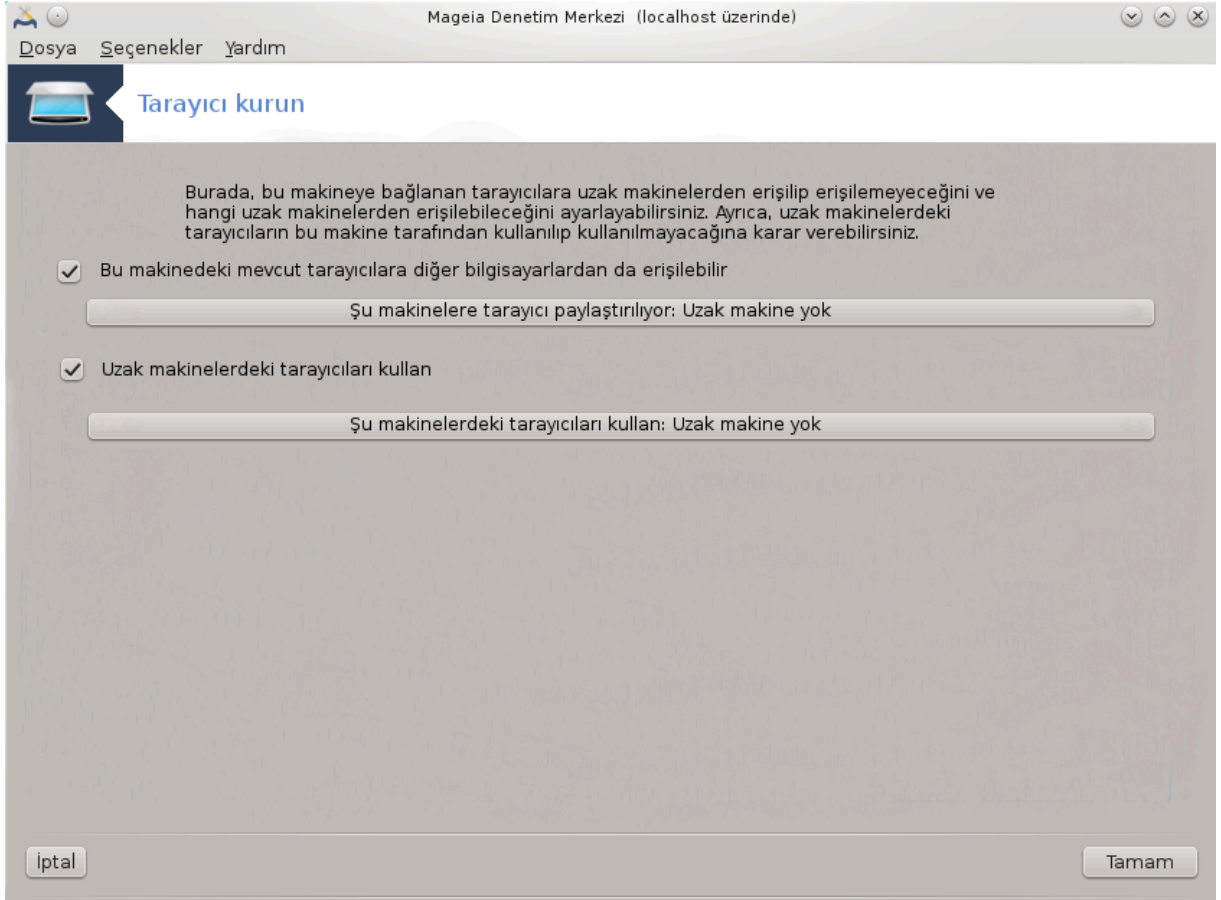 Mageia Denetim Merkezi (localhost üzerinde)
Dosya Seçenekler Yardım
Tarayıcı kurun
Burada, bu makineye bağlanan tarayıcılara uzak makinelerden erişilip erişilemeyeceğini ve
hangi uzak makinelerden erişilebileceğini ayarlayabilirsiniz. Ayrıca, uzak makinelerdeki
tarayıcıların bu makine tarafından kullanılıp kullanılmayacağına karar verebilirsiniz.
Bu makinedeki mevcut tarayıcılara diğer bilgisayarlardan da erişilebilir
Şu makinelere tarayıcı paylaştırılıyor: Uzak makine yok
Uzak makinelerdeki tarayıcıları kullan
Şu makinelerdeki tarayıcıları kullan: Uzak makine yok
İptal Tamam